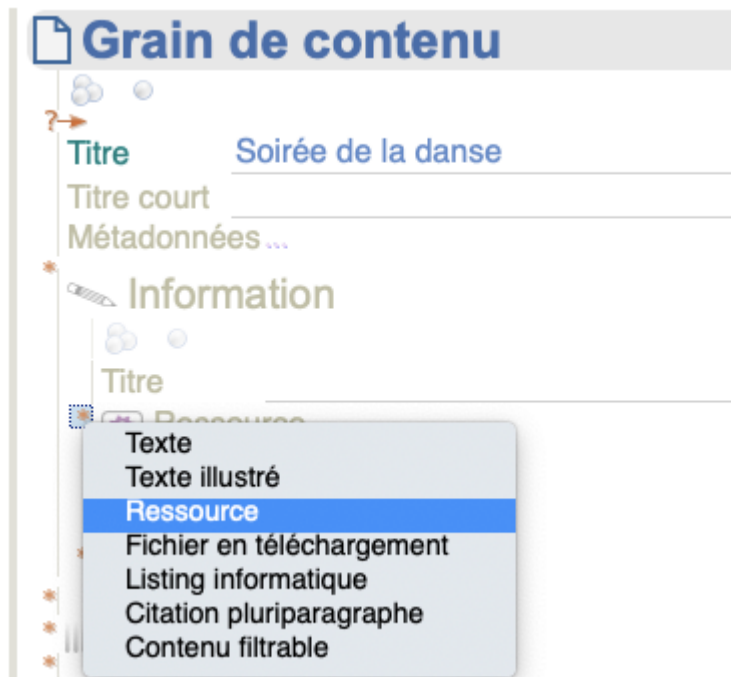 Grain de contenu
Titre Soirée de la danse
Titre court
Métadonnées ...
Information
Titre
Ressource
Texte
Texte illustré
Ressource
Fichier en téléchargement
Listing informatique
Citation pluriparagraphe
Contenu filtrable